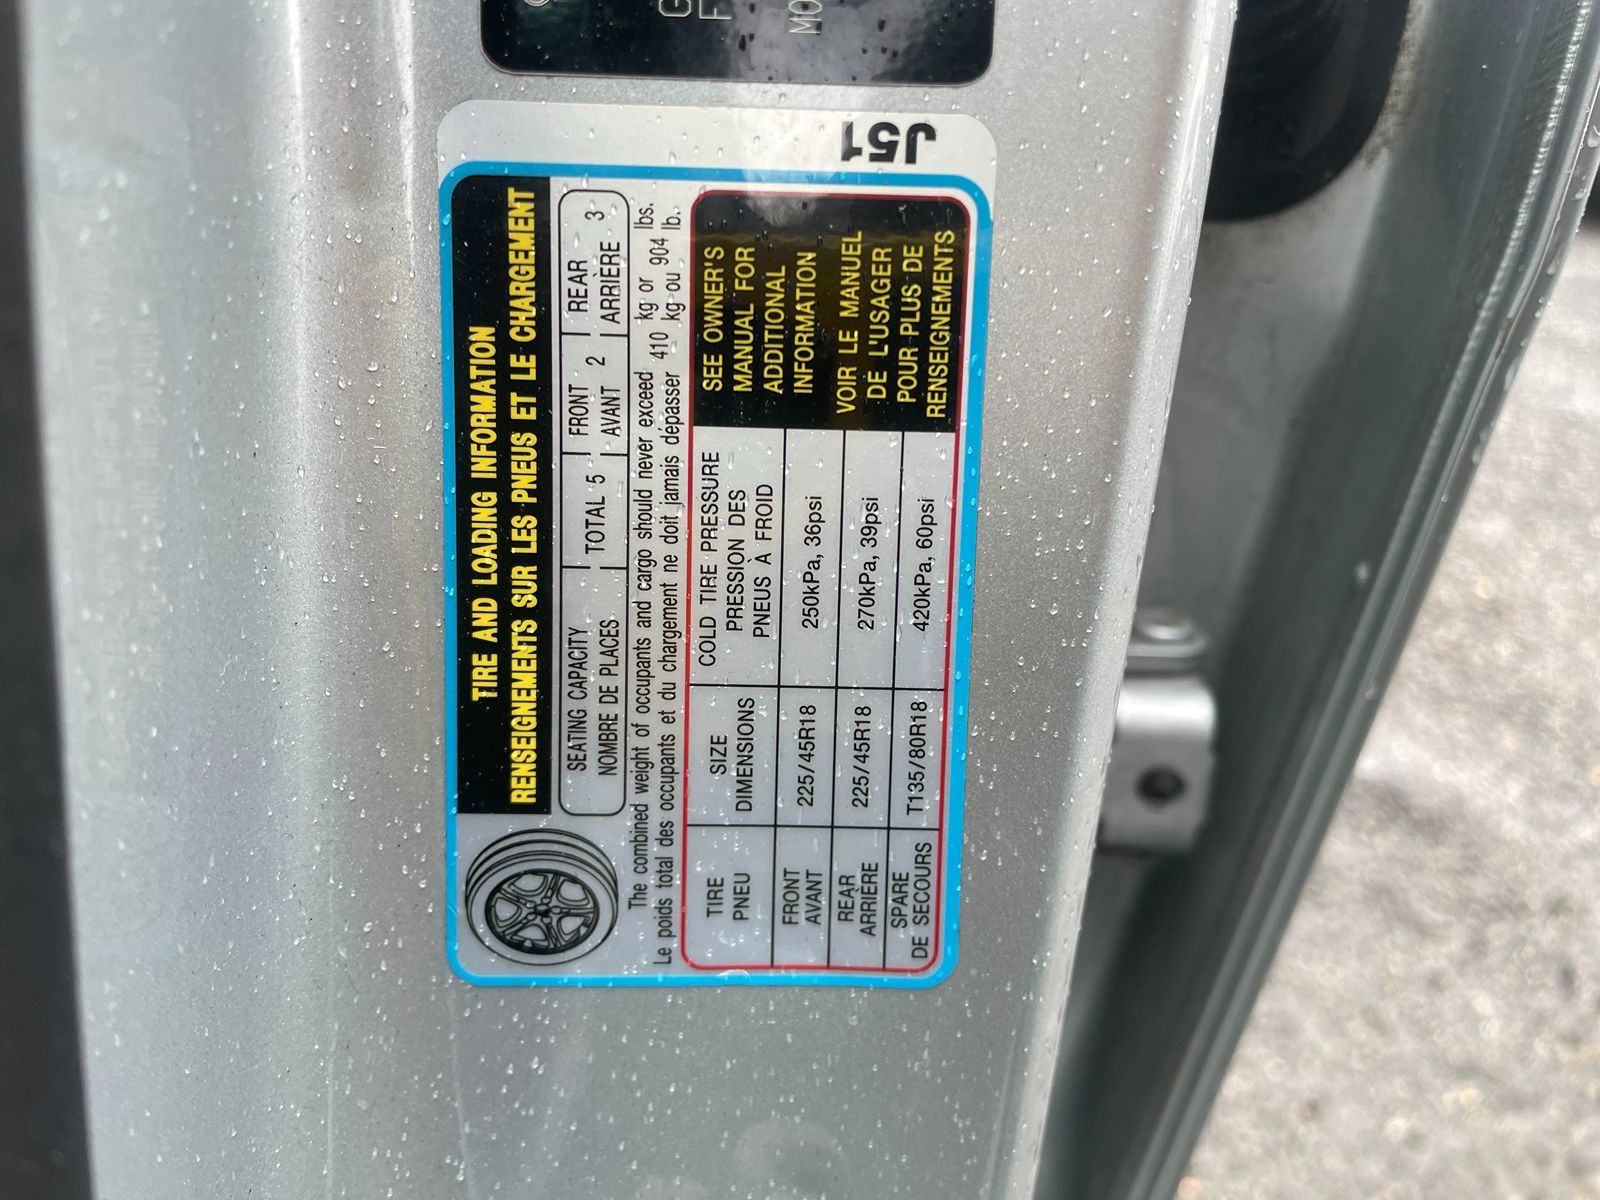 J51
TIRE AND LOADING INFORMATION
RENSEIGNEMENTS SUR LES PNEUS ET LE CHARGEMENT
SEATING CAPACITY
NOMBRE DE PLACES
TOTAL 5
FRONT
AVANT 2
REAR
ARRIÈRE 3
The combined weight of occupants and cargo should never exceed 410 kg or lbs.
Le poids total des occupants et du chargement ne doit jamais dépasser kg ou 904 lb.
TIRE
PNEU
SIZE
DIMENSIONS
COLD TIRE PRESSURE
PRESSION DES
PNEUS À FROID
FRONT
AVANT
225/45R18
250kPa, 36psi
REAR
ARRIÈRE
225/45R18
270kPa, 39psi
SPARE
DE SECOURS
T135/80R18
420kPa, 60psi
SEE OWNER'S
MANUAL FOR
ADDITIONAL
INFORMATION
VOIR LE MANUEL
DE L'USAGER
POUR PLUS DE
RENSEIGNEMENTS